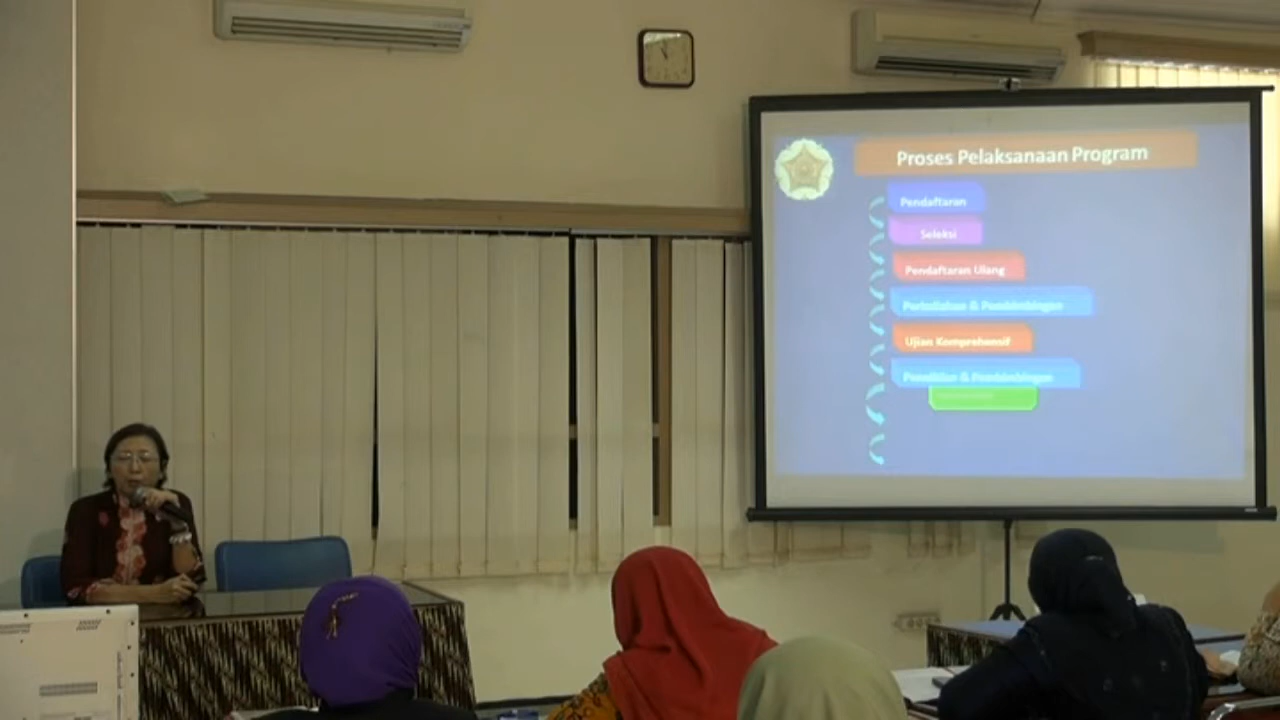 Proses Pelaksanaan Program
Pendaftaran
Seleksi
Pendaftaran Ulang
Perkuliahan & Pembimbingan
Ujian Komprehensif
Penelitian & Pembimbingan